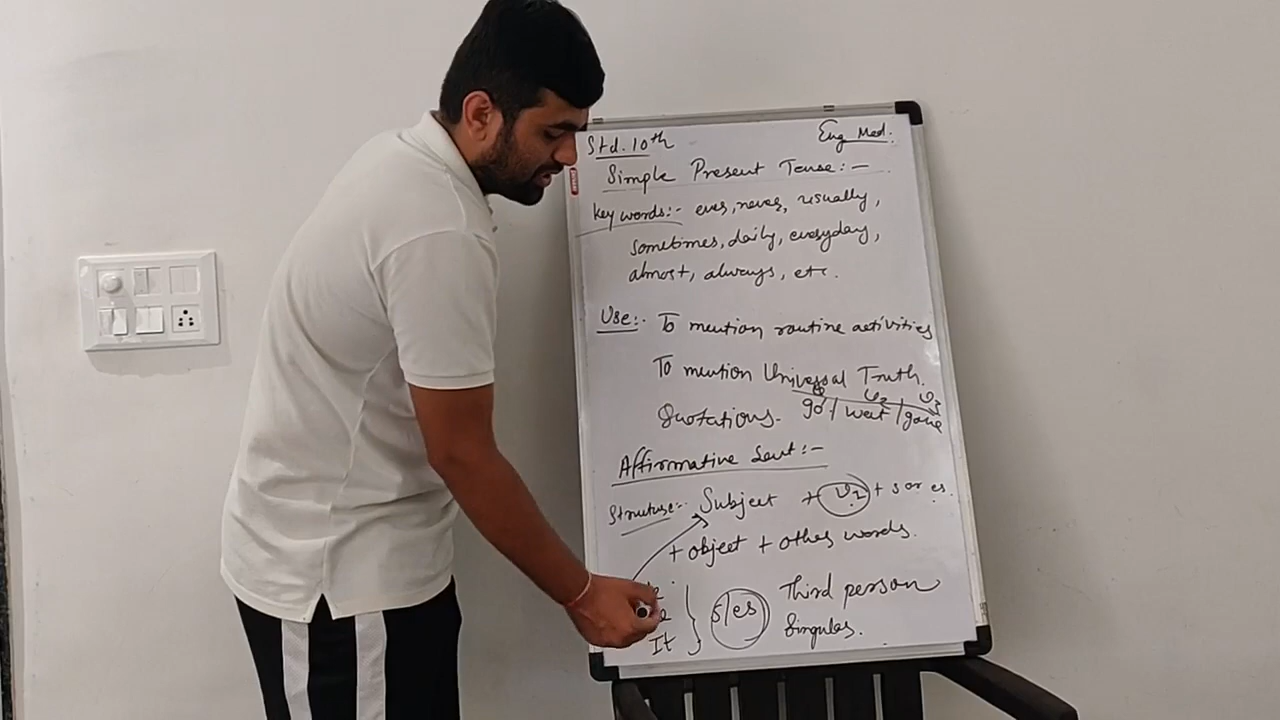 Std. 10th Eng Med.
Simple Present Tense:-
Key words:- ever, never, usually,
sometimes, daily, everyday,
almost, always, etc.
Use:- To mention routine activities
To mention Universal Truth.
V2 V3
Quotations. go / went / gone
Affirmative Sent:-
Structure:- Subject + V1 + s or es.
+ object + other words.
s/es Third person
It Singular.